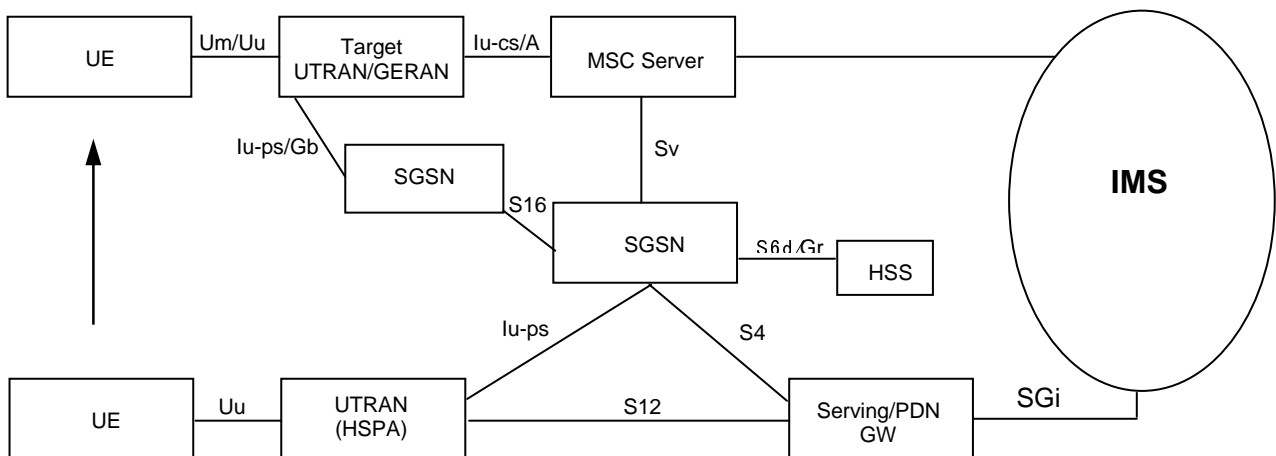 UE
Um/Uu
Target
UTRAN/GERAN
Iu-cs/A
MSC Server
Iu-ps/Gb
SGSN
S16
Sv
SGSN
S6d/Gr
HSS
IMS
Iu-ps
S4
UE
Uu
UTRAN
(HSPA)
S12
Serving/PDN
GW
SGi